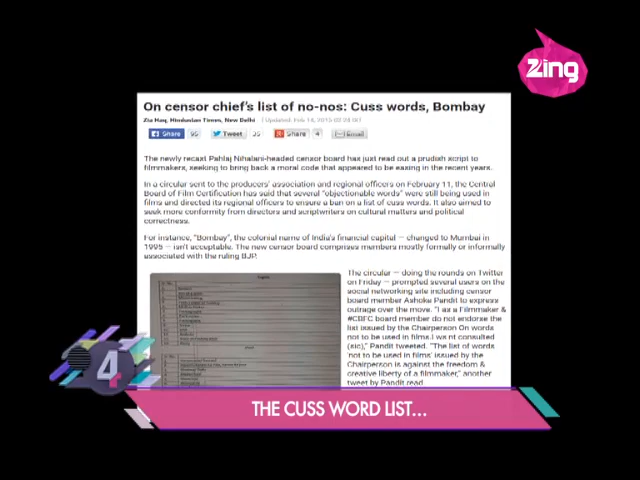 Zing
On censor chief's list of no-nos: Cuss words, Bombay
Zia Haq, Hindustan Times, New Delhi | Updated: Feb 14, 2015
Share 95 Tweet 35 Share 4 Email
The newly recast Pahlaj Nihalani-headed censor board has just read out a prudish script to
filmmakers, seeking to bring back a moral code that appeared to be easing in the recent years.
In a circular sent to the producers' association and regional officers on February 11, the Central
Board of Film Certification has said that several "objectionable words" were still being used in
films and directed its regional officers to ensure a ban on a list of cuss words. It also aimed to
seek more conformity from directors and scriptwriters on cultural matters and political
correctness.
For instance, "Bombay", the colonial name of India's financial capital — changed to Mumbai in
1995 — isn't acceptable. The new censor board comprises members mostly formally or informally
associated with the ruling BJP.
The circular — doing the rounds on Twitter
on Friday — prompted several users on the
social networking site including censor
board member Ashoke Pandit to express
outrage over the move. "I as a Filmmaker &
#CBFC board member do not endorse the
list issued by the Chairperson On words
not to be used in films.I ws nt consulted
(sic)," Pandit tweeted. "The list of words
'not to be used in films' issued by the
Chairperson is against the freedom &
creative liberty of a filmmaker," another
tweet by Pandit read.
4
THE CUSS WORD LIST...